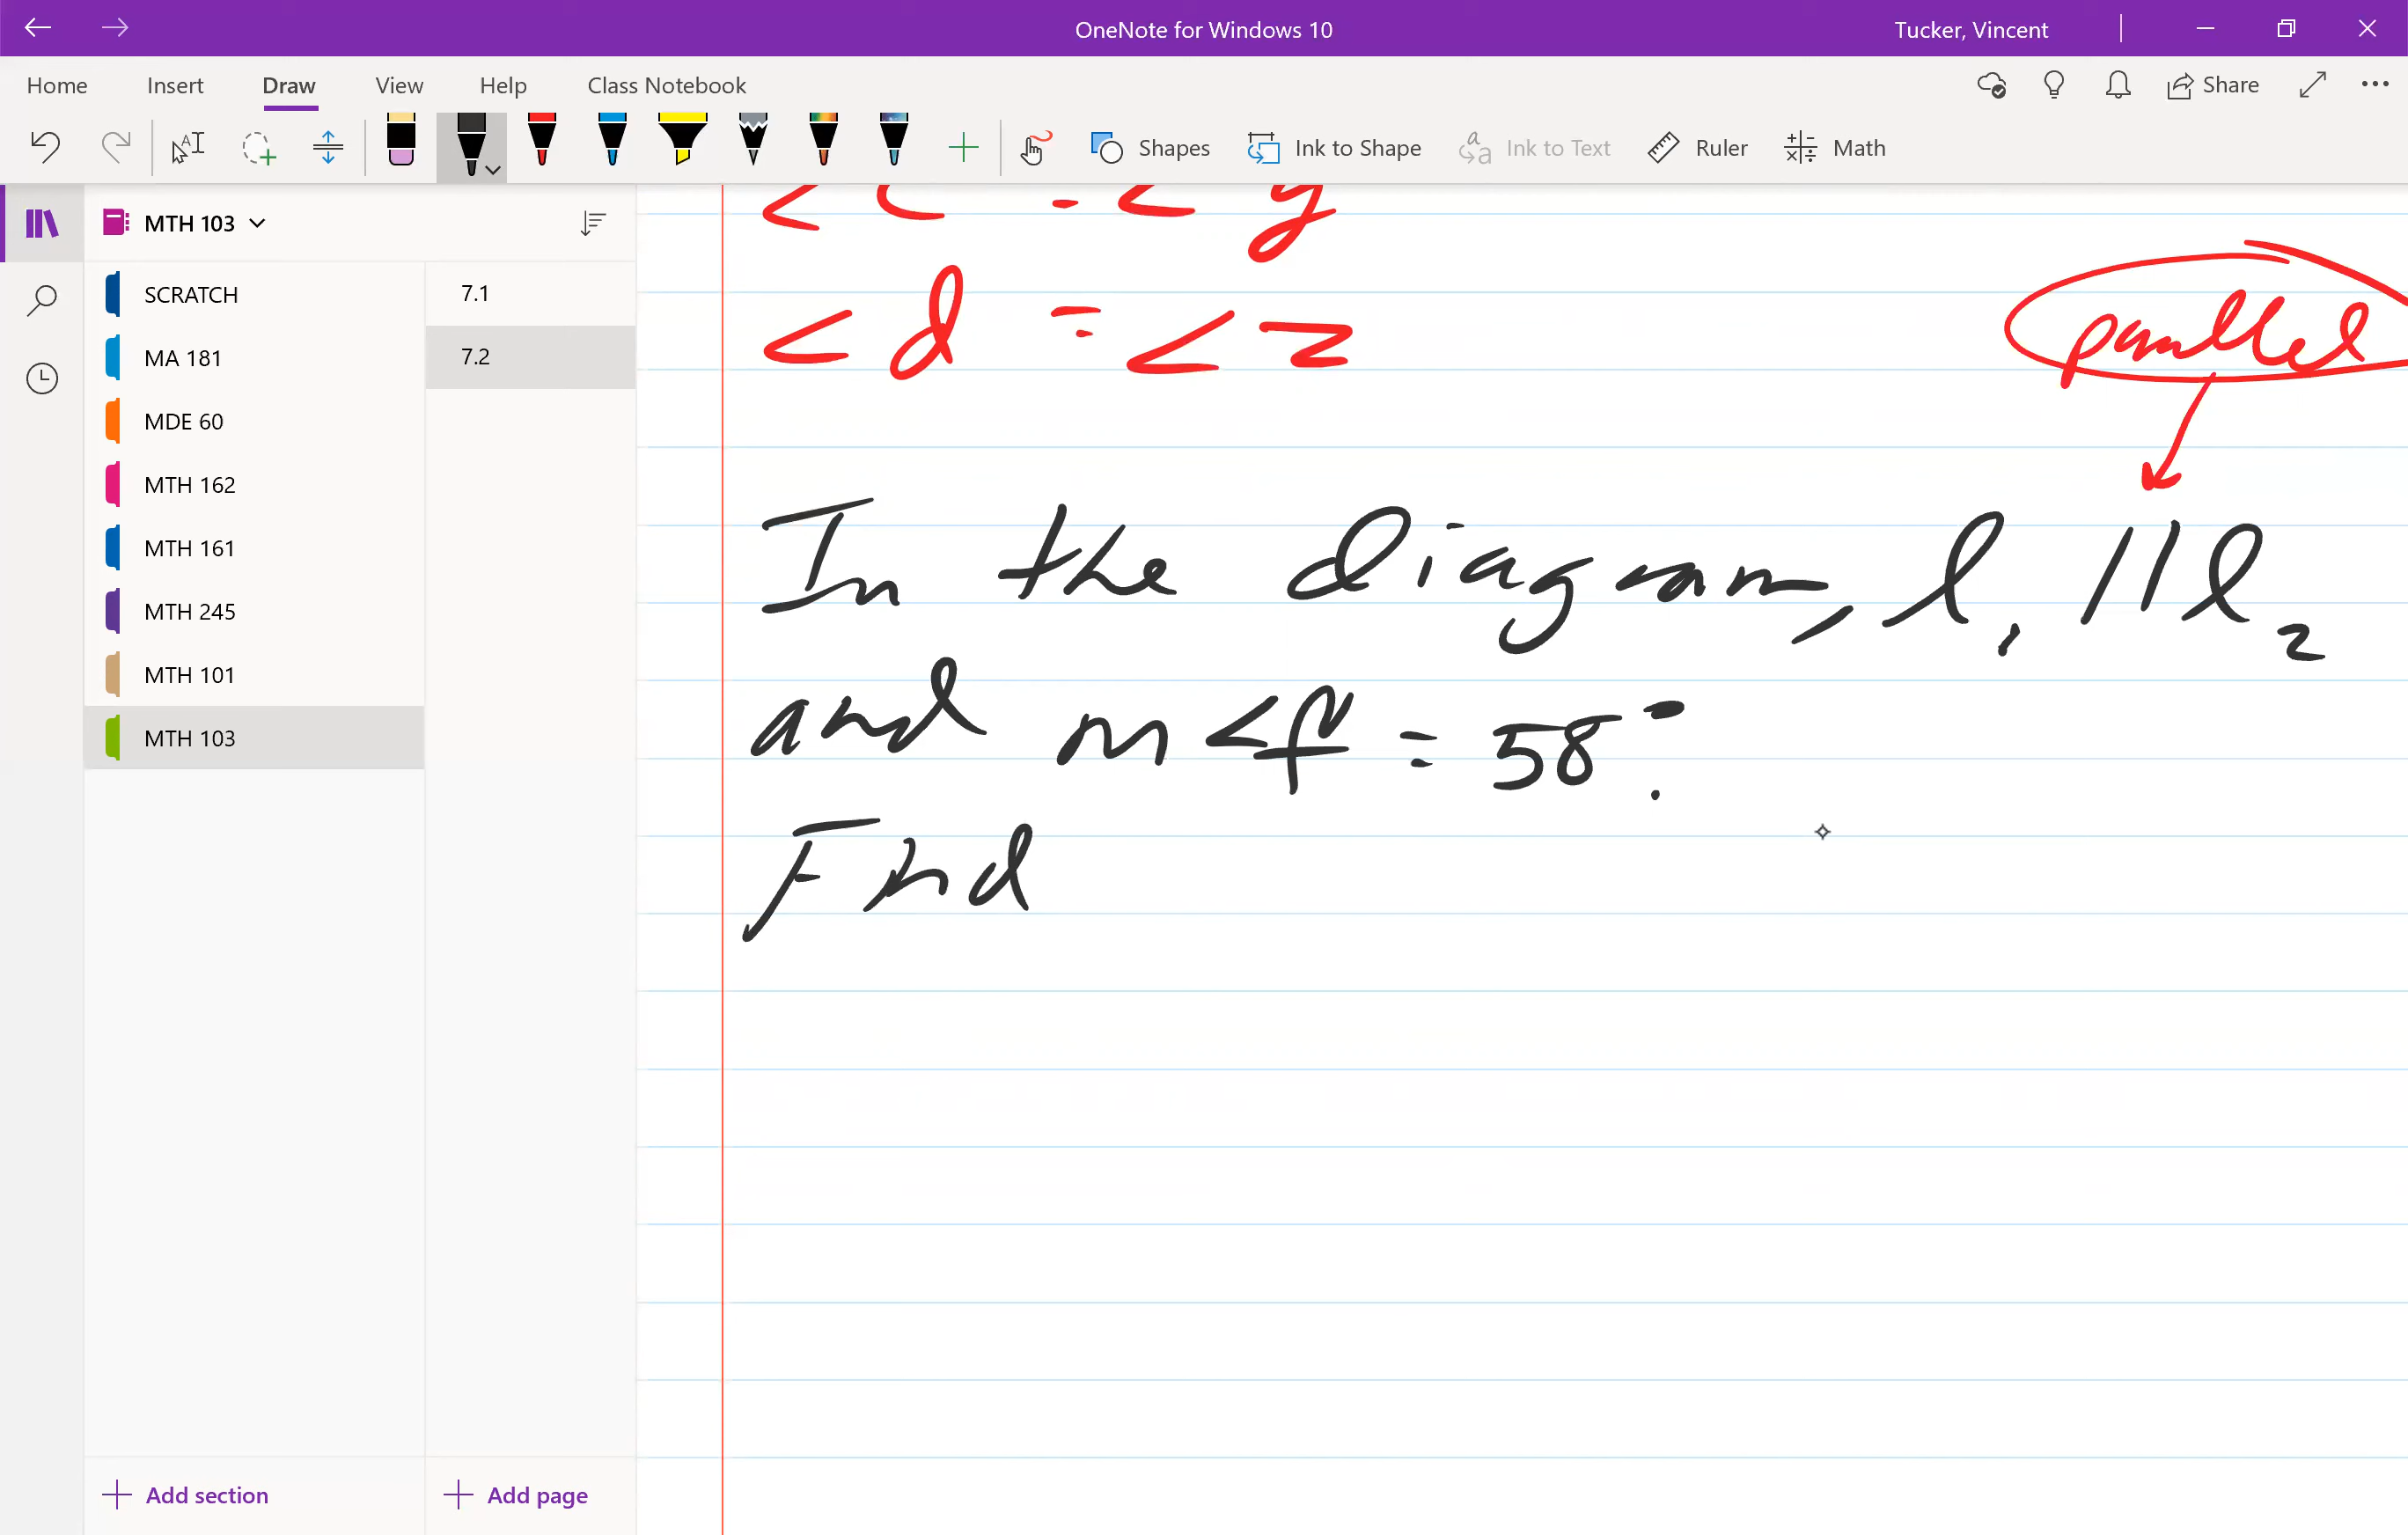 OneNote for Windows 10
Tucker, Vincent
Home Insert Draw View Help Class Notebook
Share
Shapes Ink to Shape Ink to Text Ruler Math
MTH 103
SCRATCH
MA 181
MDE 60
MTH 162
MTH 161
MTH 245
MTH 101
MTH 103
7.1
7.2
<c = <y
<d = <z
parallel
In the diagram, l₁ || l₂
and m<f = 58°.
Find
Add section
Add page